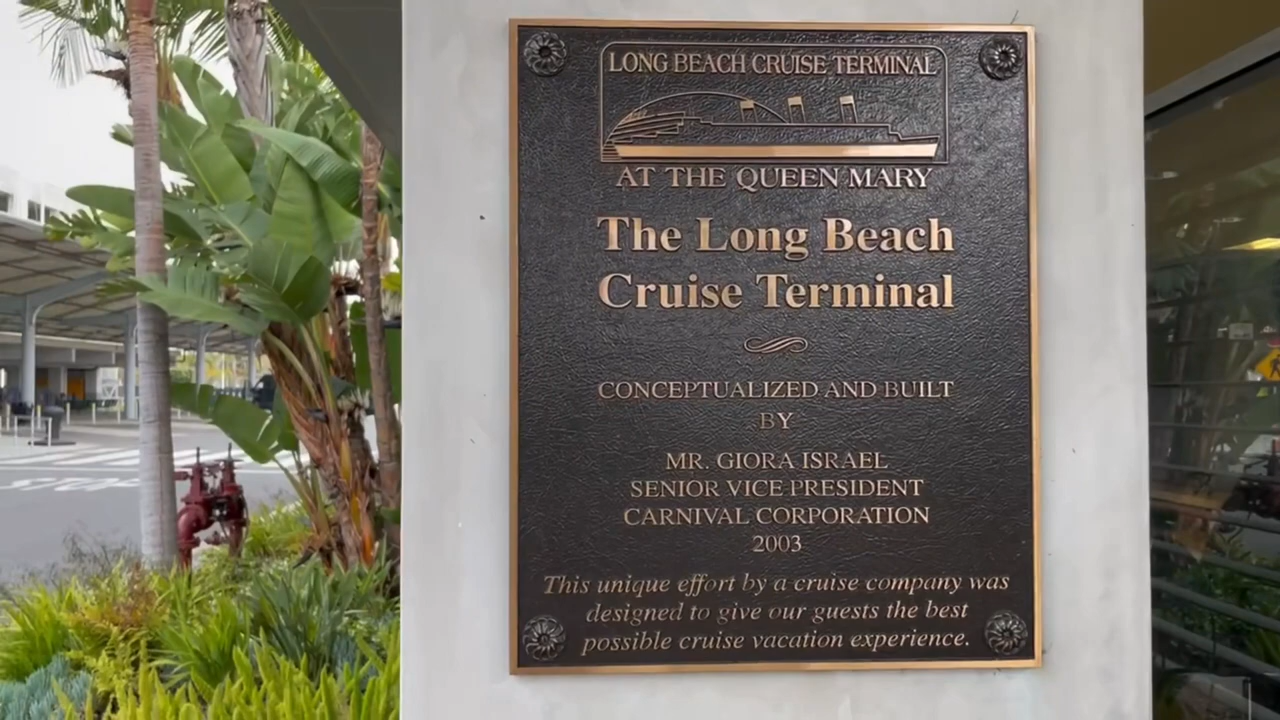 LONG BEACH CRUISE TERMINAL
AT THE QUEEN MARY
The Long Beach
Cruise Terminal
CONCEPTUALIZED AND BUILT
BY
MR. GIORA ISRAEL
SENIOR VICE PRESIDENT
CARNIVAL CORPORATION
2003
This unique effort by a cruise company was
designed to give our guests the best
possible cruise vacation experience.
STOP